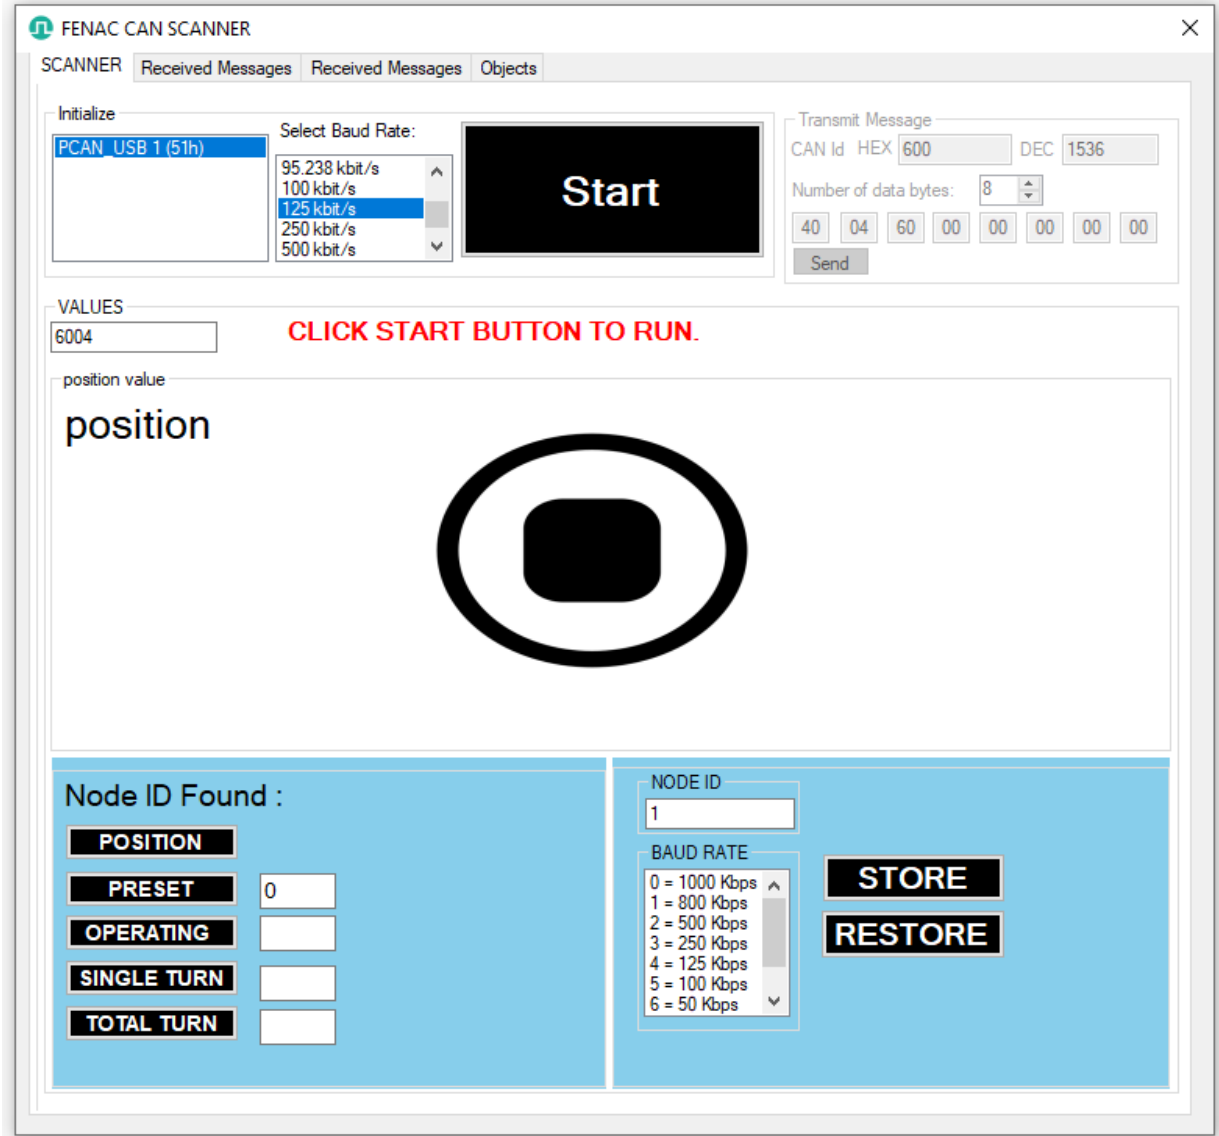 FENAC CAN SCANNER
SCANNER Received Messages Received Messages Objects
Initialize
PCAN_USB 1 (51h)
Select Baud Rate:
95.238 kbit/s
100 kbit/s
125 kbit/s
250 kbit/s
500 kbit/s
Start
Transmit Message
CAN Id HEX 600 DEC 1536
Number of data bytes: 8
40 04 60 00 00 00 00 00
Send
VALUES
6004
CLICK START BUTTON TO RUN.
position value
position
Node ID Found :
POSITION
PRESET 0
OPERATING
SINGLE TURN
TOTAL TURN
NODE ID
1
BAUD RATE
0 = 1000 Kbps
1 = 800 Kbps
2 = 500 Kbps
3 = 250 Kbps
4 = 125 Kbps
5 = 100 Kbps
6 = 50 Kbps
STORE
RESTORE